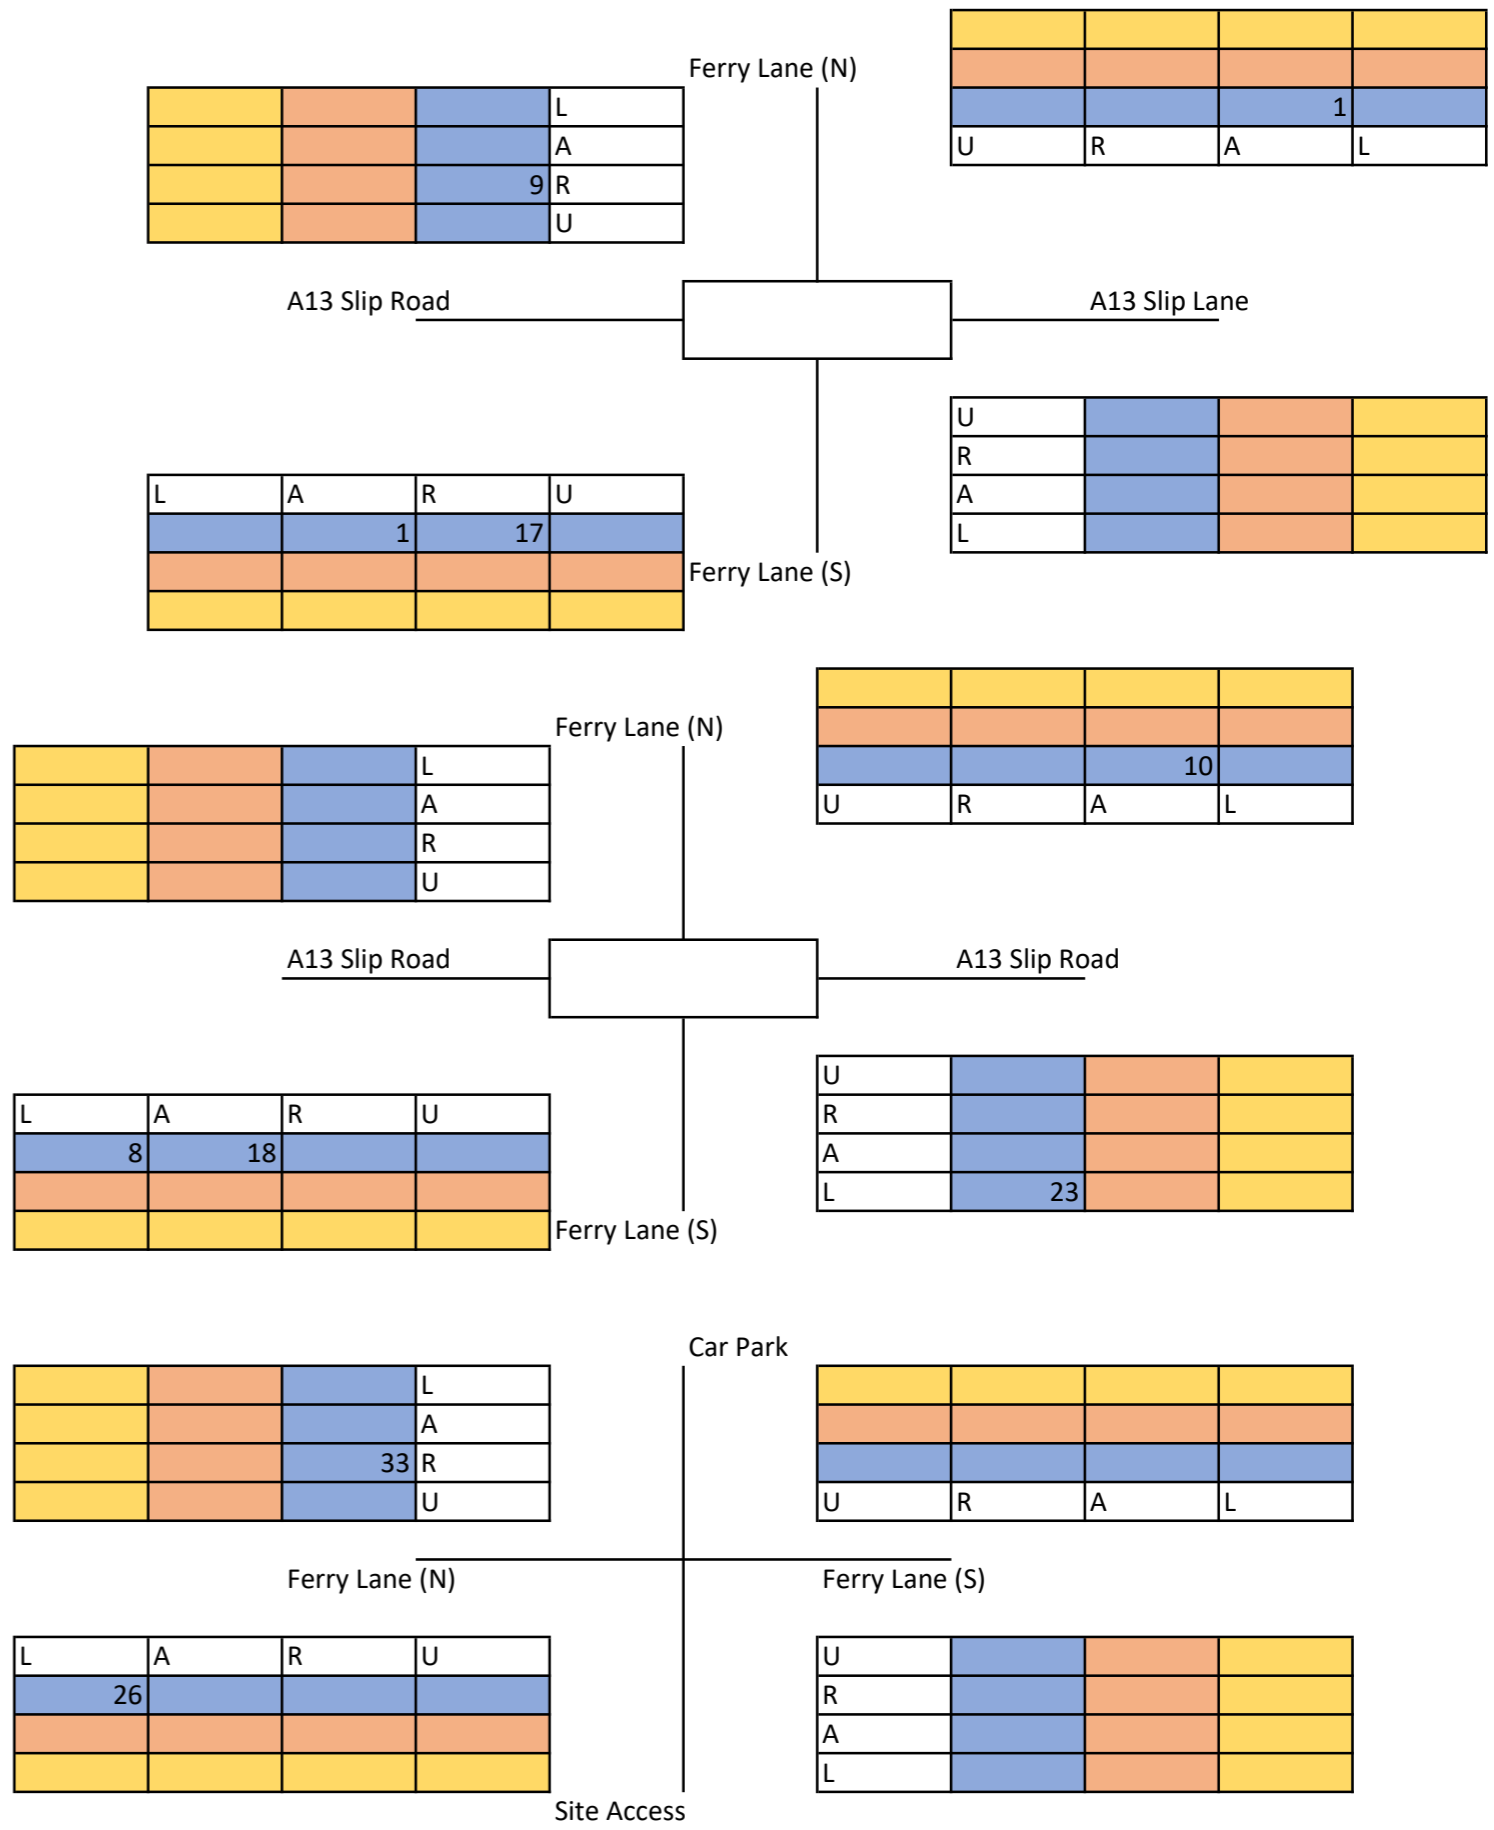 Ferry Lane (N)
1
U R A L
L
A
9 R
U
A13 Slip Road
A13 Slip Lane
U
R
A
L
L A R U
1 17
Ferry Lane (S)
Ferry Lane (N)
10
U R A L
L
A
R
U
A13 Slip Road
A13 Slip Road
U
R
A
L 23
L A R U
8 18
Ferry Lane (S)
Car Park
L
A
33 R
U
U R A L
Ferry Lane (N)
Ferry Lane (S)
L A R U
26
U
R
A
L
Site Access